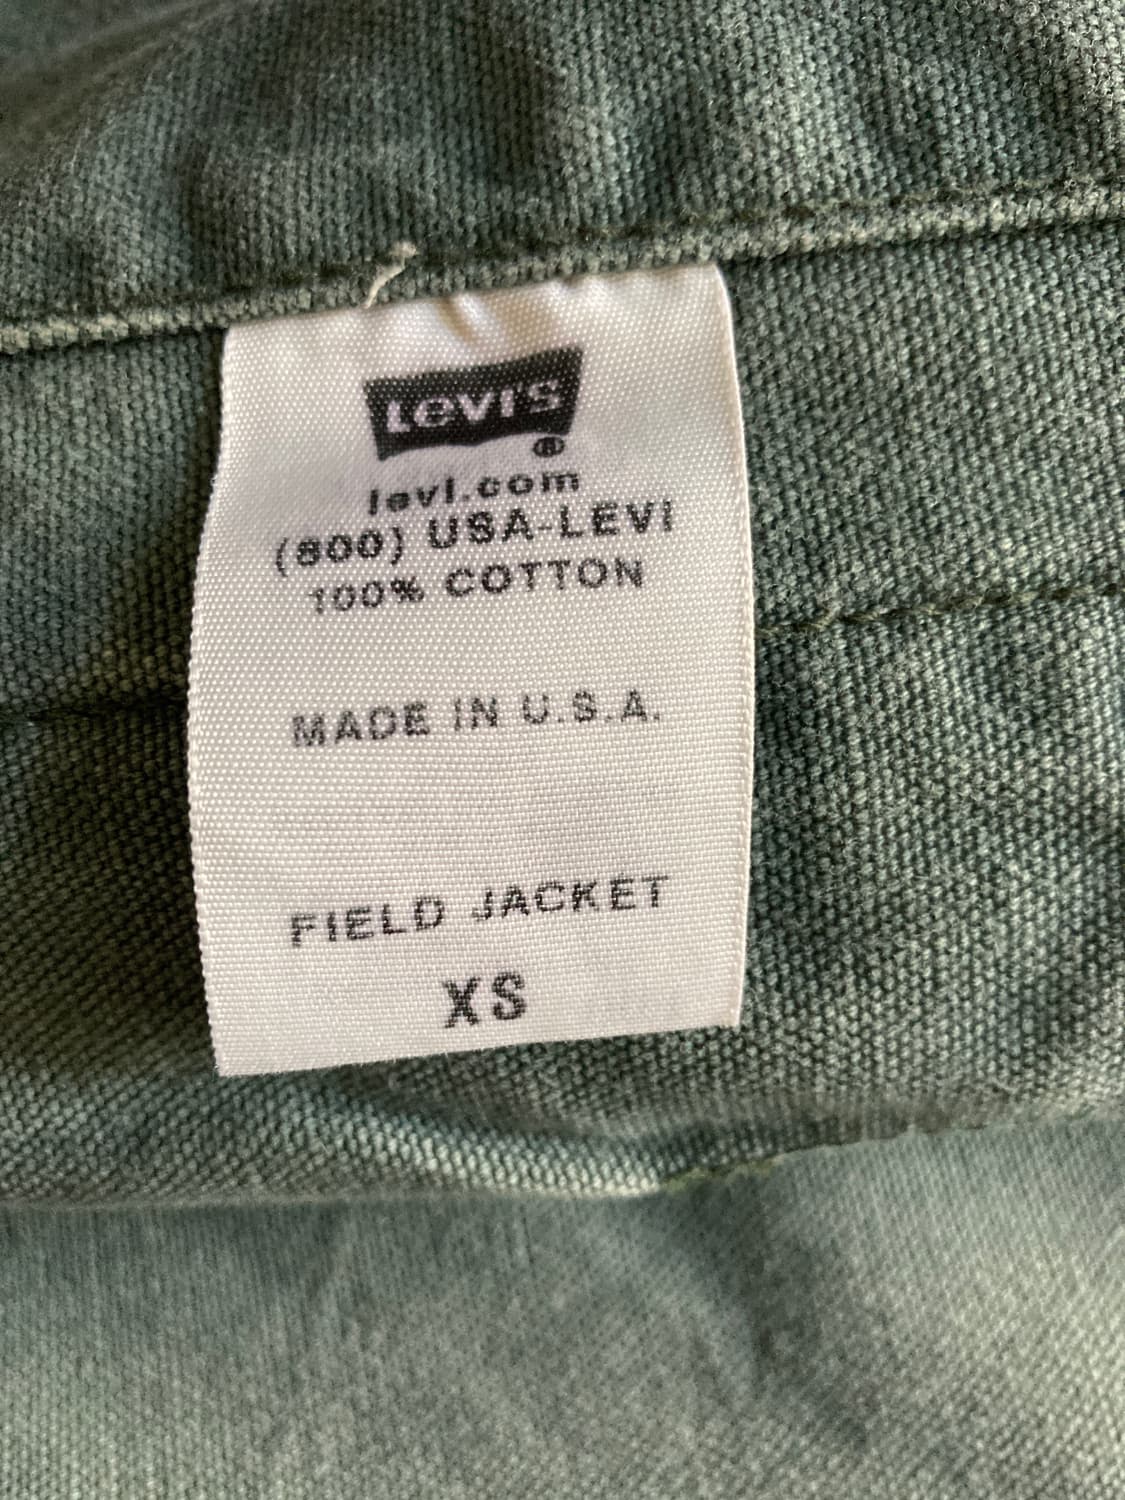 Levi's
®
levi.com
(800) USA-LEVI
100% COTTON
MADE IN U.S.A.
FIELD JACKET
XS